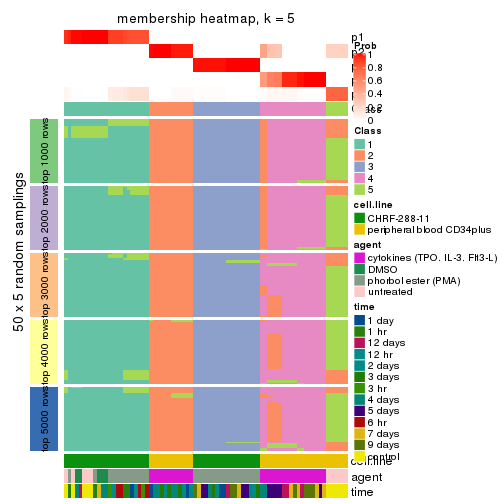 membership heatmap, k = 5
p1
p2
Prob
1
0.8
0.6
0.4
0.2
0
Class
1
2
3
4
5
cell.line
CHRF-288-11
peripheral blood CD34plus
agent
cytokines (TPO. IL-3. Flt3-L)
DMSO
phorbol ester (PMA)
untreated
time
1 day
1 hr
12 days
12 hr
2 days
3 days
3 hr
4 days
5 days
6 hr
7 days
9 days
control
cell.line
agent
time
50 x 5 random samplings
top 1000 rows
top 2000 rows
top 3000 rows
top 4000 rows
top 5000 rows